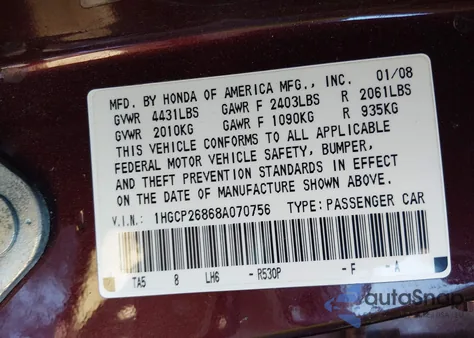 MFD. BY HONDA OF AMERICA MFG., INC. 01/08
GVWR 4431LBS GAWR F 2403LBS R 2061LBS
GVWR 2010KG GAWR F 1090KG R 935KG
THIS VEHICLE CONFORMS TO ALL APPLICABLE
FEDERAL MOTOR VEHICLE SAFETY, BUMPER,
AND THEFT PREVENTION STANDARDS IN EFFECT
ON THE DATE OF MANUFACTURE SHOWN ABOVE.
V.I.N.: 1HGCP26868A070756 TYPE:PASSENGER CAR
TA5 8 LH6 -R530P -F -A
autoSnap